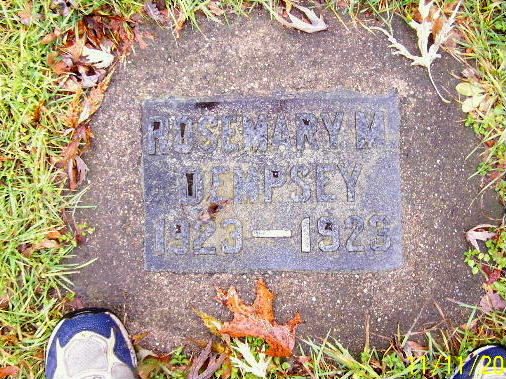 ROSEMARY M
DEMPSEY
1923 — 1923